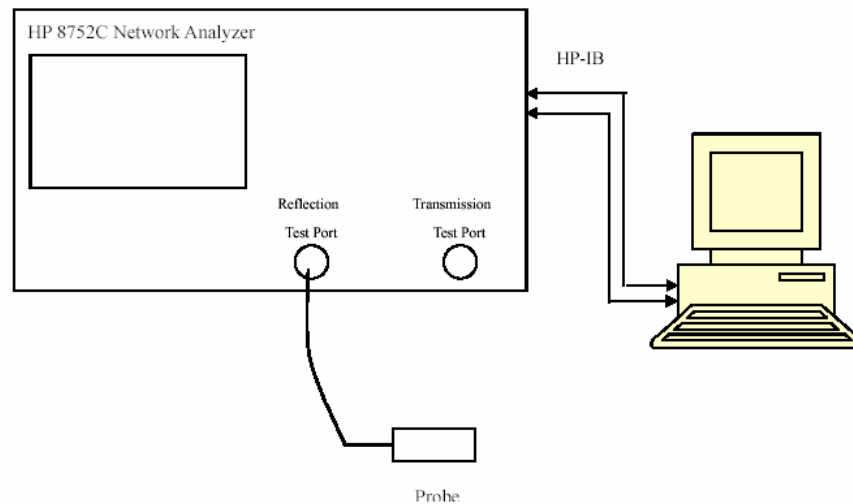 HP 8752C Network Analyzer
HP-IB
Reflection
Test Port
Transmission
Test Port
Probe